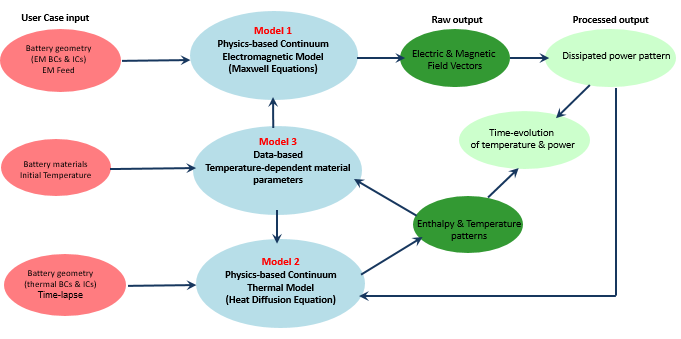 User Case input
Raw output
Processed output
Battery geometry
(EM BCs & ICs)
EM Feed
Model 1
Physics-based Continuum
Electromagnetic Model
(Maxwell Equations)
Electric & Magnetic
Field Vectors
Dissipated power pattern
Time-evolution
of temperature & power
Battery materials
Initial Temperature
Model 3
Data-based
Temperature-dependent material
parameters
Enthalpy & Temperature
patterns
Battery geometry
(thermal BCs & ICs)
Time-lapse
Model 2
Physics-based Continuum
Thermal Model
(Heat Diffusion Equation)